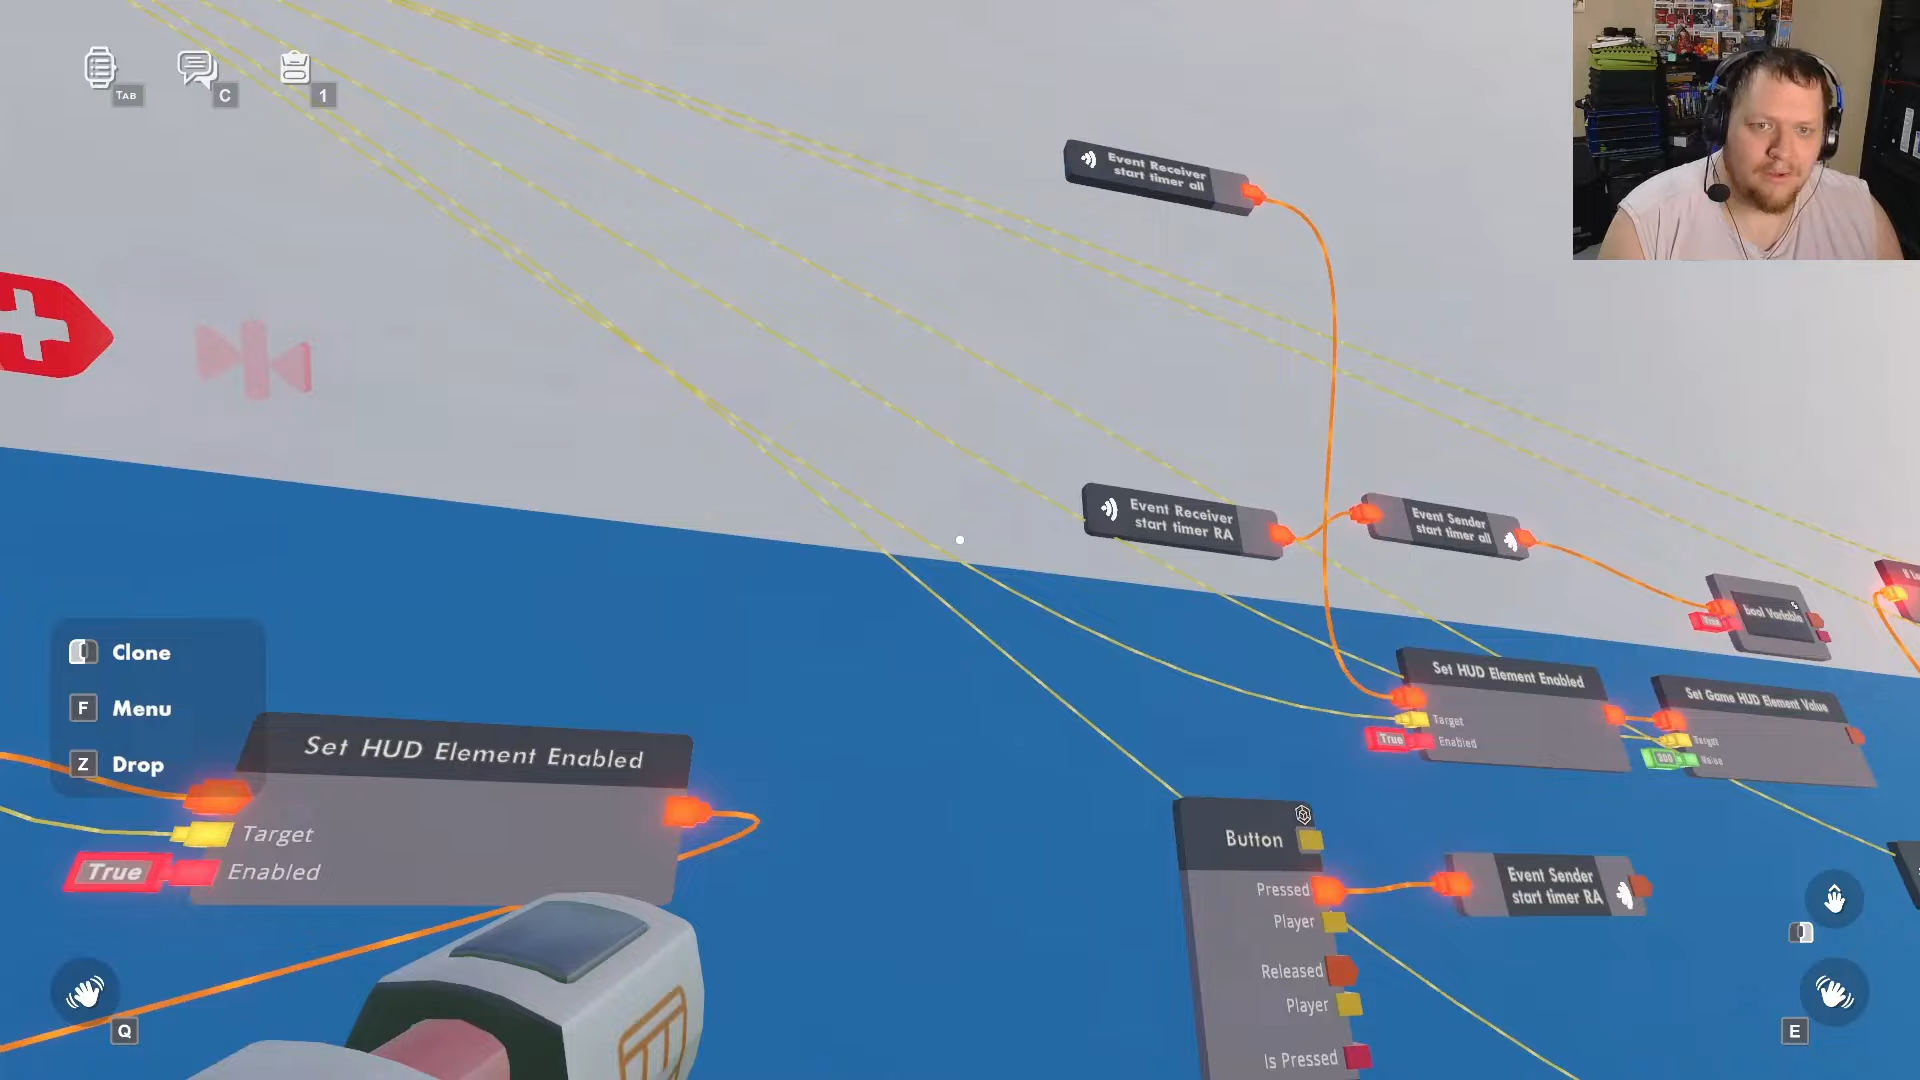 TAB
C
1
Event Receiver
start timer all
Event Receiver
start timer RA
Event Sender
start timer all
True
bool Variable
Clone
F Menu
Z Drop
Set HUD Element Enabled
Target
True Enabled
Set HUD Element Enabled
Target
True Enabled
Set Game HUD Element Value
Target
Value
Button
Pressed
Player
Released
Player
Is Pressed
Event Sender
start timer RA
Q
E